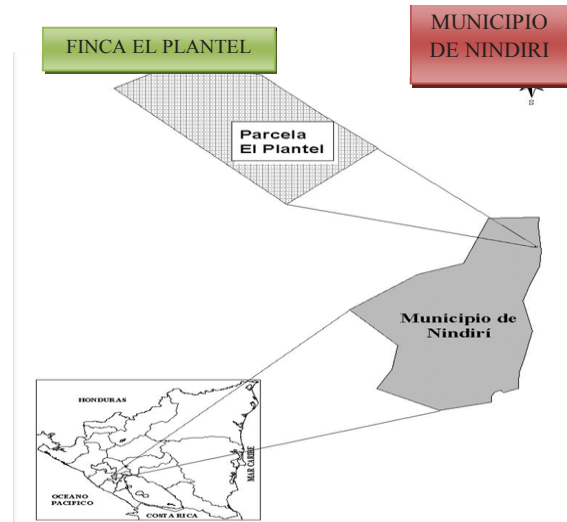 FINCA EL PLANTEL
MUNICIPIO
DE NINDIRI
Parcela
El Plantel
Municipio de
Nindirí
HONDURAS
MAR CARIBE
OCEANO
PACIFICO
COSTA RICA